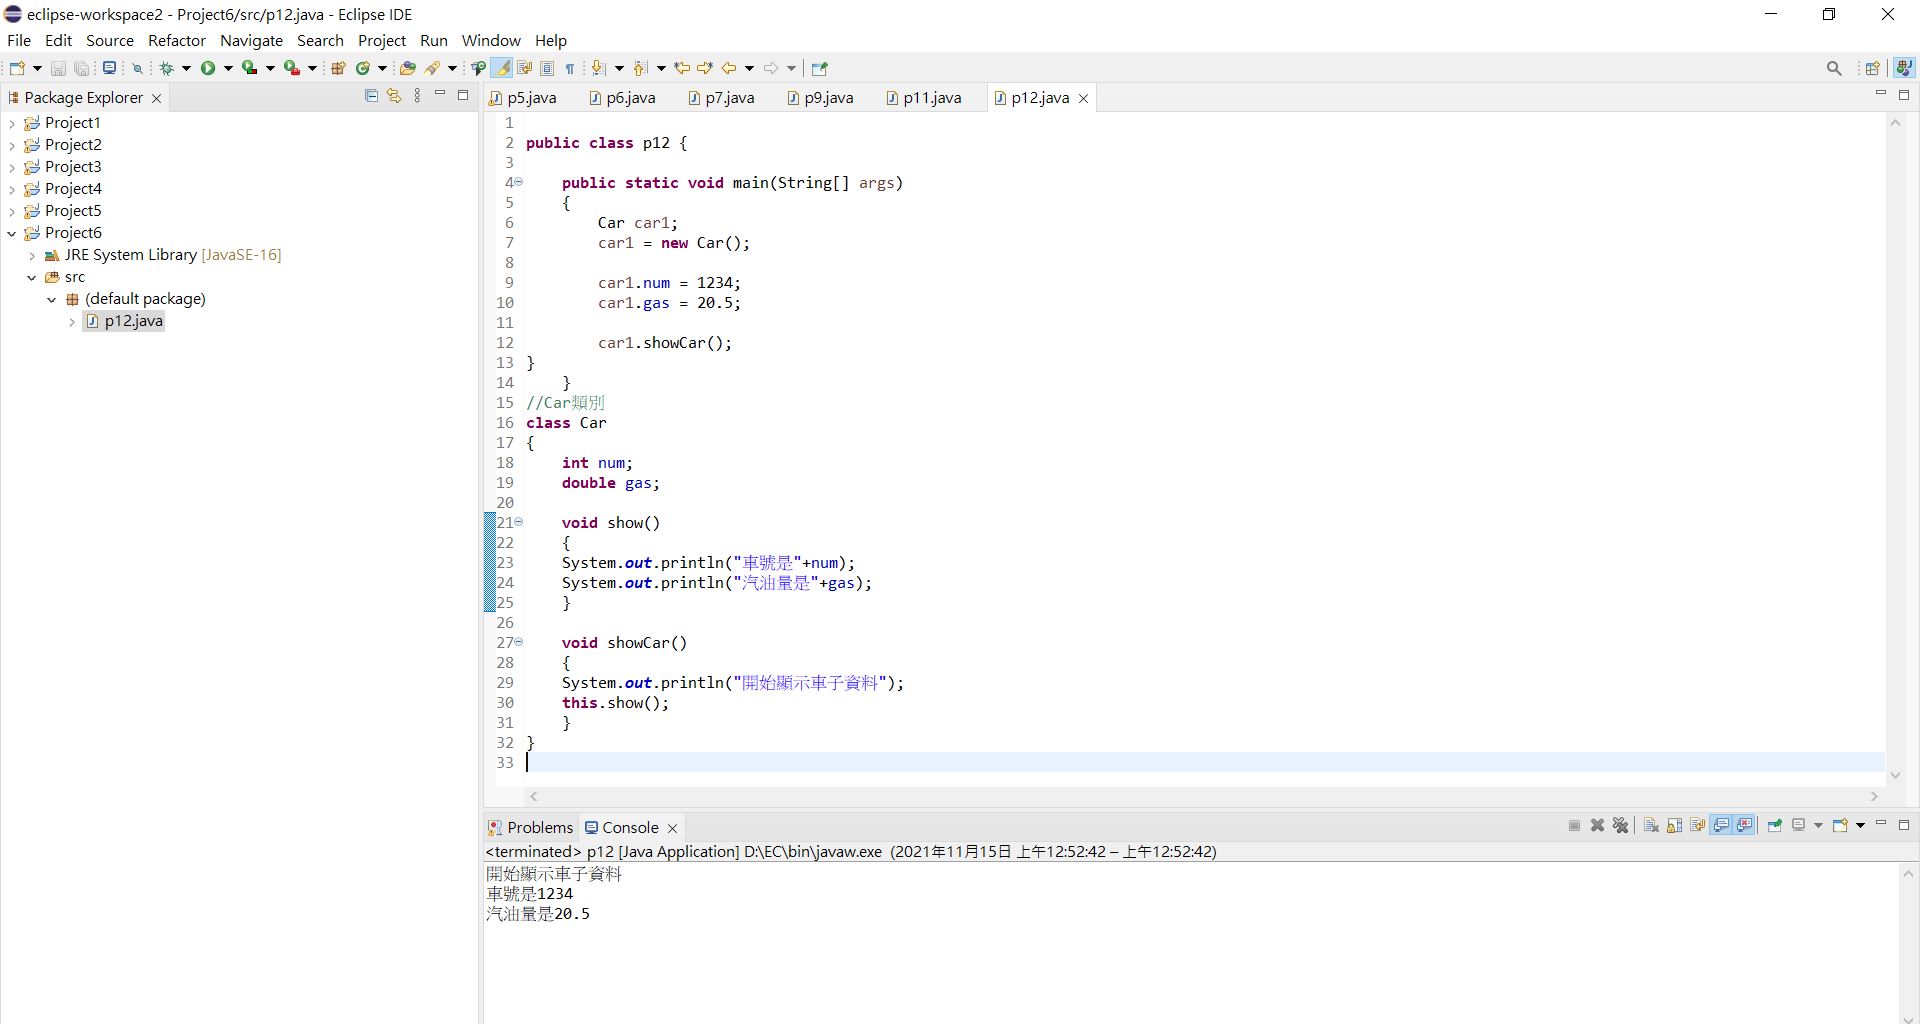 eclipse-workspace2 - Project6/src/p12.java - Eclipse IDE
File Edit Source Refactor Navigate Search Project Run Window Help
Package Explorer
Project1
Project2
Project3
Project4
Project5
Project6
JRE System Library [JavaSE-16]
src
(default package)
p12.java
p5.java p6.java p7.java p9.java p11.java p12.java
1
2 public class p12 {
3
4     public static void main(String[] args)
5     {
6         Car car1;
7         car1 = new Car();
8
9         car1.num = 1234;
10         car1.gas = 20.5;
11
12         car1.showCar();
13 }
14     }
15 //Car類別
16 class Car
17 {
18     int num;
19     double gas;
20
21     void show()
22     {
23     System.out.println("車號是"+num);
24     System.out.println("汽油量是"+gas);
25     }
26
27     void showCar()
28     {
29     System.out.println("開始顯示車子資料");
30     this.show();
31     }
32 }
33
Problems Console
<terminated> p12 [Java Application] D:\EC\bin\javaw.exe (2021年11月15日 上午12:52:42 – 上午12:52:42)
開始顯示車子資料
車號是1234
汽油量是20.5